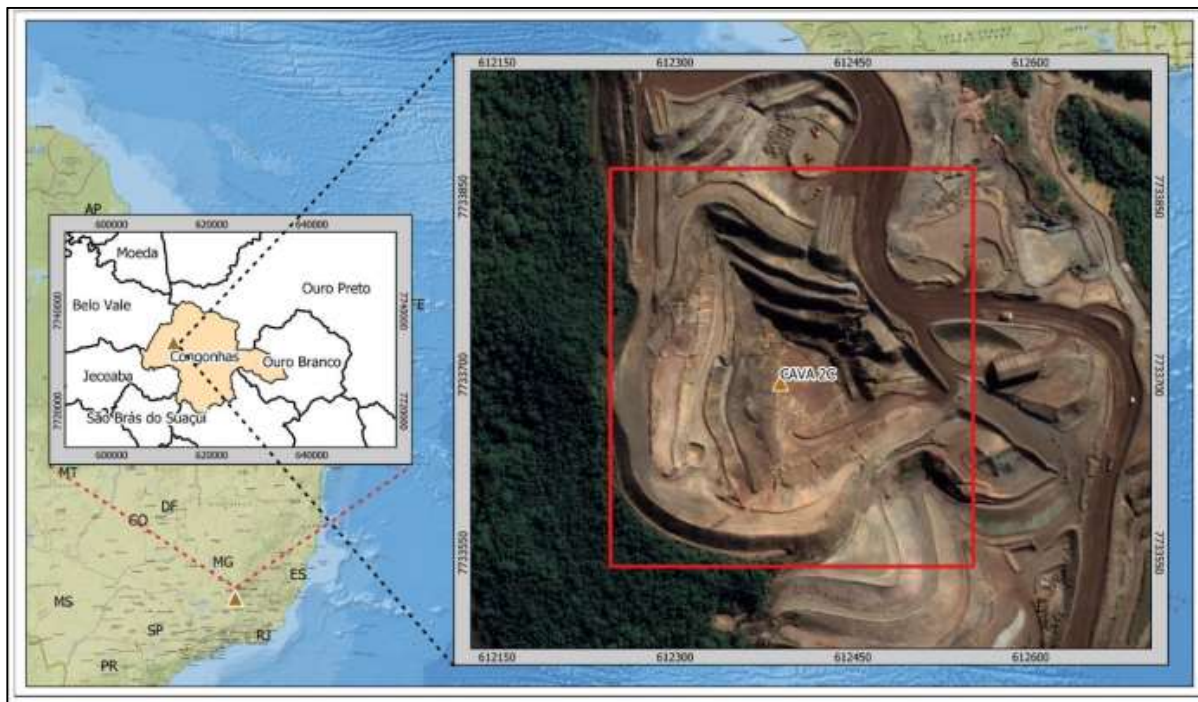 612150 612300 612450 612600
7733850 7733850
AP
600000 620000 640000
Moeda
Ouro Preto
Belo Vale
7740000 7740000
E
Congonhas
Ouro Branco
Jeceaba
7733700 7733700
CAVA 2C
São Brás do Suaçuí
7720000 7720000
600000 620000 640000
MT
DF
GO
7733550 7733550
MG
ES
MS
SP
RJ
PR
612150 612300 612450 612600